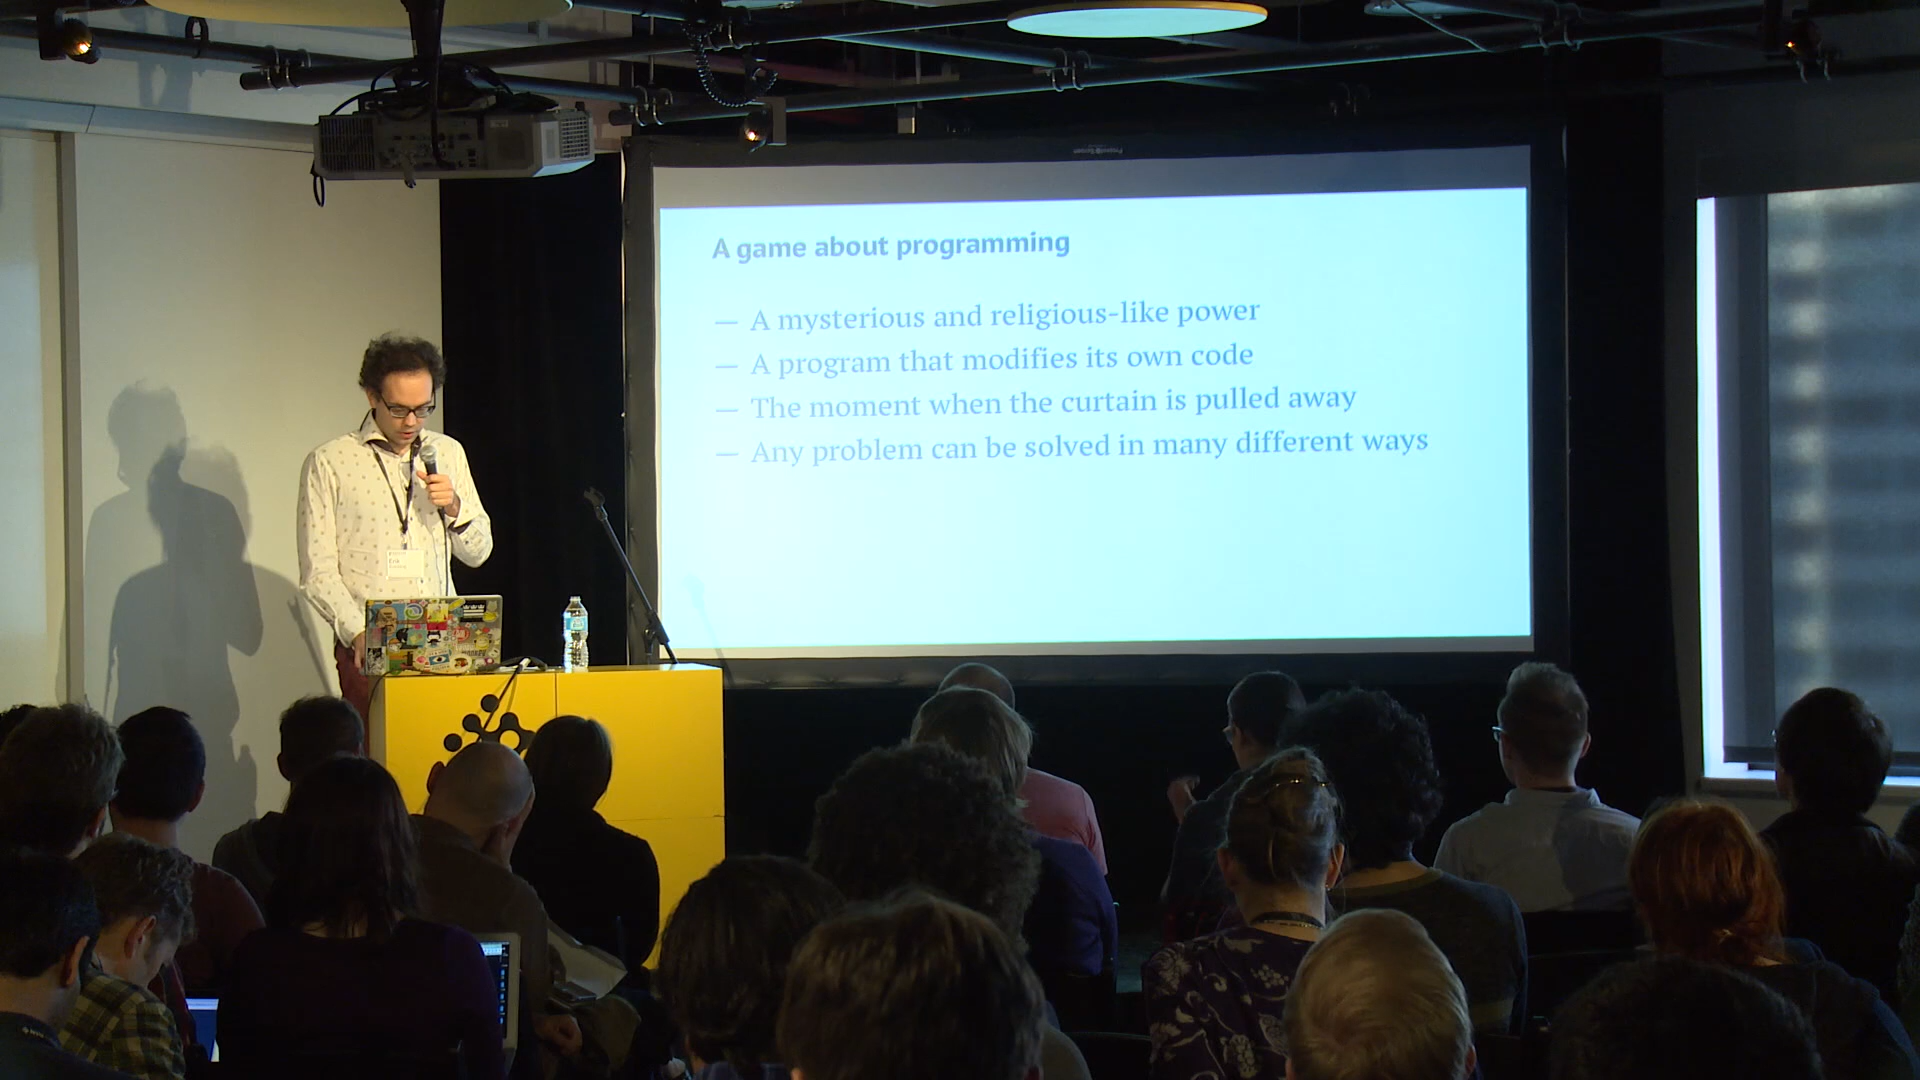 A game about programming
— A mysterious and religious-like power
— A program that modifies its own code
— The moment when the curtain is pulled away
— Any problem can be solved in many different ways
Erik